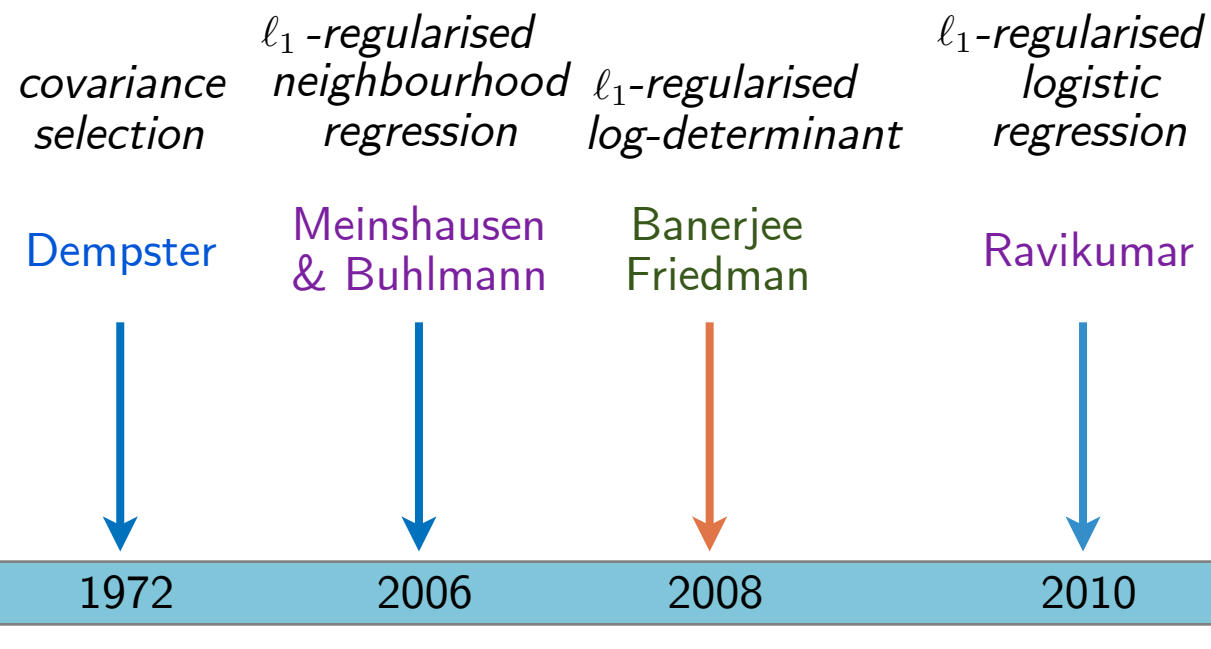 covariance
selection
ℓ₁ -regularised
neighbourhood
regression
ℓ₁-regularised
log-determinant
ℓ₁-regularised
logistic
regression
Dempster
Meinshausen
& Buhlmann
Banerjee
Friedman
Ravikumar
1972
2006
2008
2010